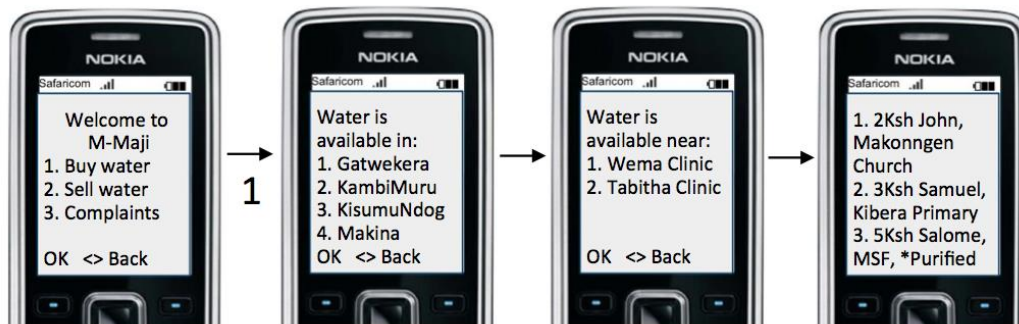 NOKIA
Safaricom
Welcome to
M-Maji
1. Buy water
2. Sell water
3. Complaints
OK <> Back
1
NOKIA
Safaricom
Water is
available in:
1. Gatwekera
2. KambiMuru
3. KisumuNdog
4. Makina
OK <> Back
NOKIA
Safaricom
Water is
available near:
1. Wema Clinic
2. Tabitha Clinic
OK <> Back
NOKIA
Safaricom
1. 2Ksh John,
Makonngen
Church
2. 3Ksh Samuel,
Kibera Primary
3. 5Ksh Salome,
MSF, *Purified